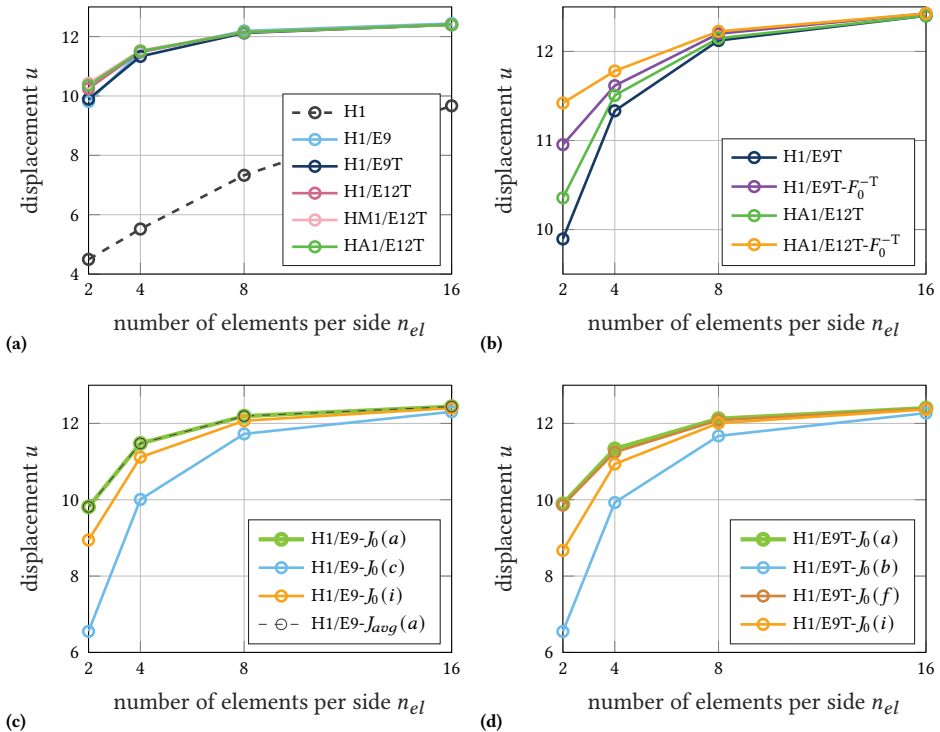 12
10
8
6
4
displacement u
H1
H1/E9
H1/E9T
H1/E12T
HM1/E12T
HA1/E12T
2 4 8 16
number of elements per side n_el
(a)
12
11
10
displacement u
H1/E9T
H1/E9T-F_0^{-T}
HA1/E12T
HA1/E12T-F_0^{-T}
2 4 8 16
number of elements per side n_el
(b)
12
10
8
6
displacement u
H1/E9-J_0(a)
H1/E9-J_0(c)
H1/E9-J_0(i)
H1/E9-J_avg(a)
2 4 8 16
number of elements per side n_el
(c)
12
10
8
6
displacement u
H1/E9T-J_0(a)
H1/E9T-J_0(b)
H1/E9T-J_0(f)
H1/E9T-J_0(i)
2 4 8 16
number of elements per side n_el
(d)